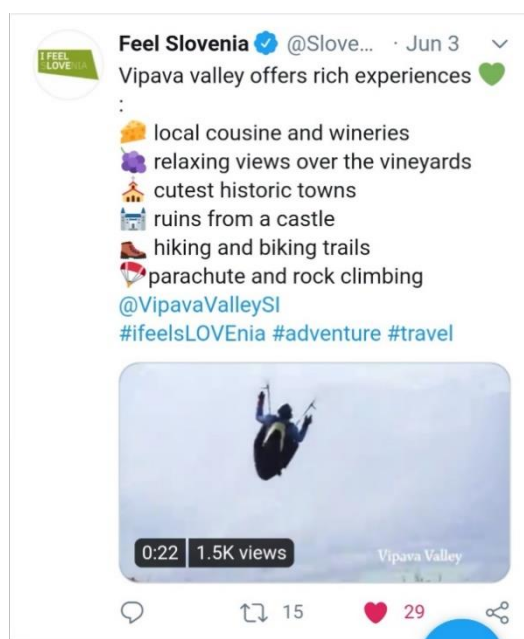 I FEEL
SLOVENIA
Feel Slovenia @Slove... · Jun 3
Vipava valley offers rich experiences 💚
:
🧀 local cousine and wineries
🍇 relaxing views over the vineyards
⛪ cutest historic towns
🏰 ruins from a castle
🥾 hiking and biking trails
🪂parachute and rock climbing
@VipavaValleySI
#ifeelsLOVEnia #adventure #travel
0:22 1.5K views
Vipava Valley
15 29